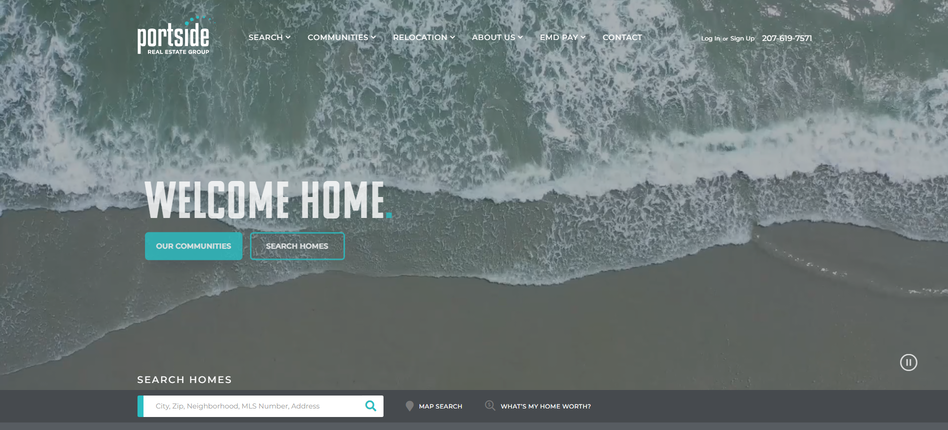 portside
REAL ESTATE GROUP
SEARCH COMMUNITIES RELOCATION ABOUT US EMD PAY CONTACT
Log In or Sign Up 207-619-7571
WELCOME HOME.
OUR COMMUNITIES SEARCH HOMES
SEARCH HOMES
City, Zip, Neighborhood, MLS Number, Address MAP SEARCH WHAT'S MY HOME WORTH?